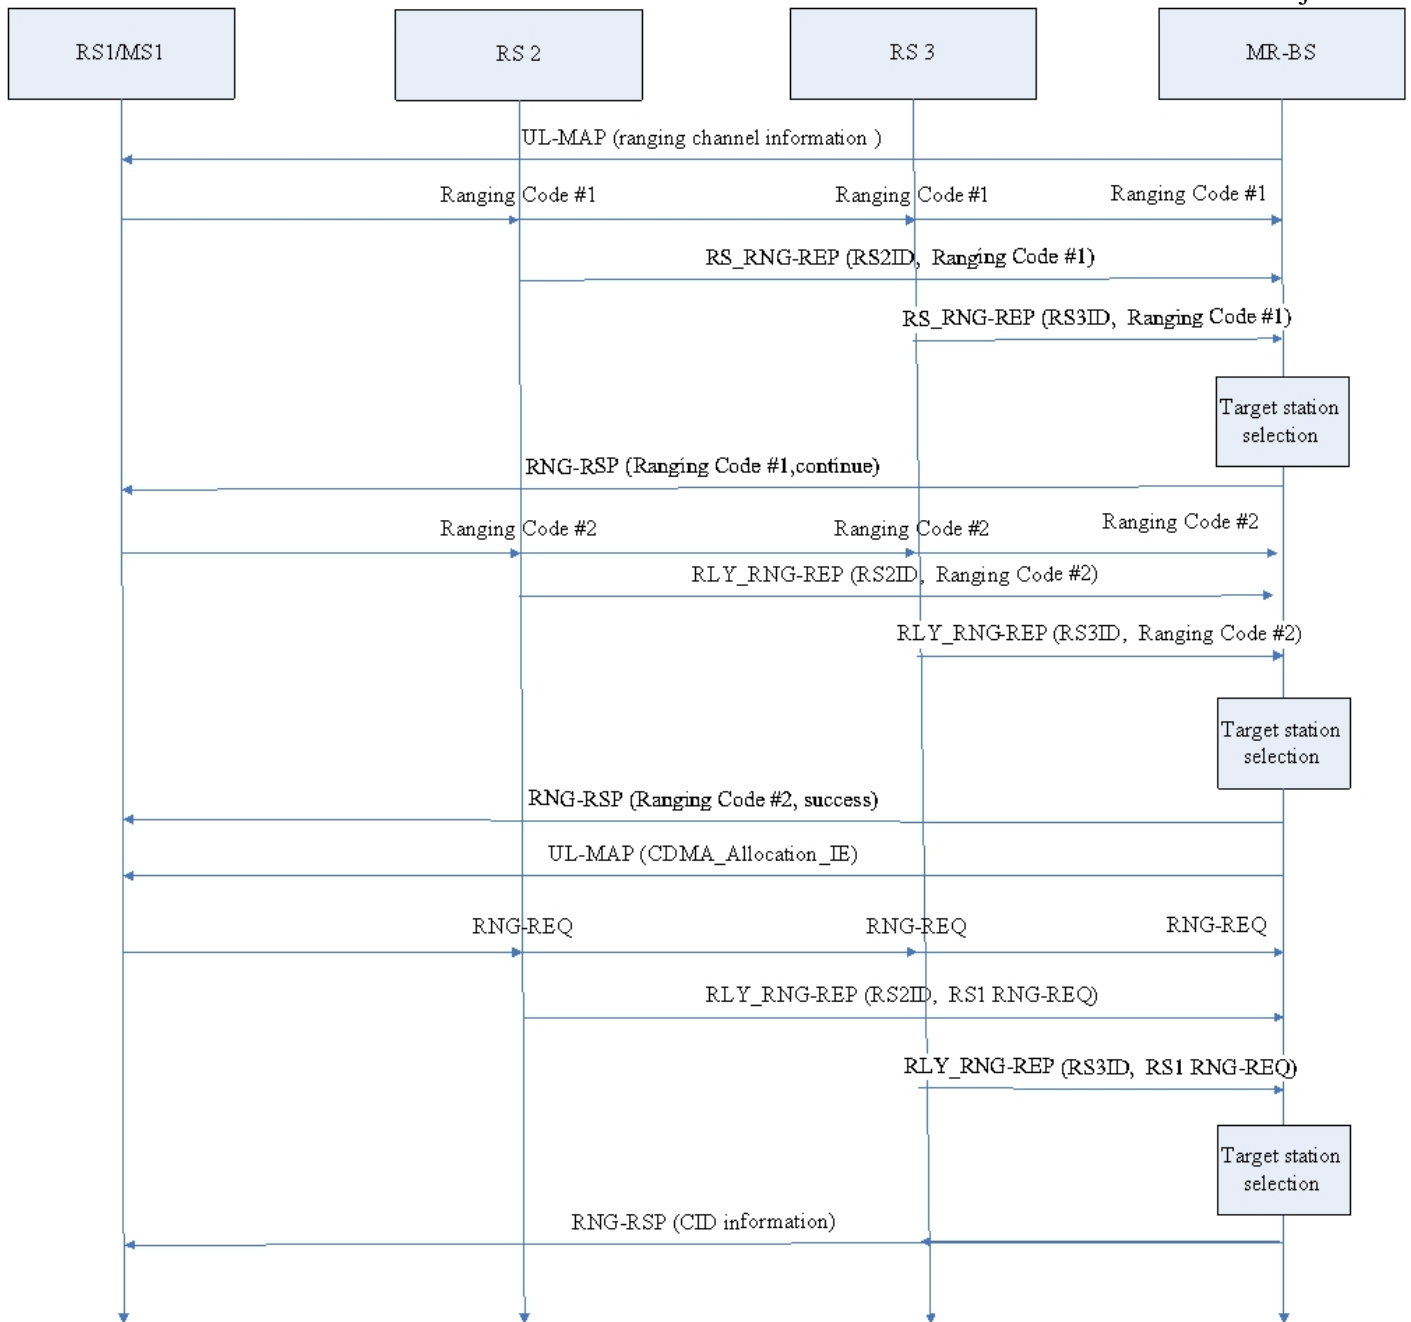 RS1/MS1
RS 2
RS 3
MR-BS
UL-MAP (ranging channel information )
Ranging Code #1
Ranging Code #1
Ranging Code #1
RS_RNG-REP (RS2ID, Ranging Code #1)
RS_RNG-REP (RS3ID, Ranging Code #1)
Target station
selection
RNG-RSP (Ranging Code #1,continue)
Ranging Code #2
Ranging Code #2
Ranging Code #2
RLY_RNG-REP (RS2ID, Ranging Code #2)
RLY_RNG-REP (RS3ID, Ranging Code #2)
Target station
selection
RNG-RSP (Ranging Code #2, success)
UL-MAP (CDMA_Allocation_IE)
RNG-REQ
RNG-REQ
RNG-REQ
RLY_RNG-REP (RS2ID, RS1 RNG-REQ)
RLY_RNG-REP (RS3ID, RS1 RNG-REQ)
Target station
selection
RNG-RSP (CID information)